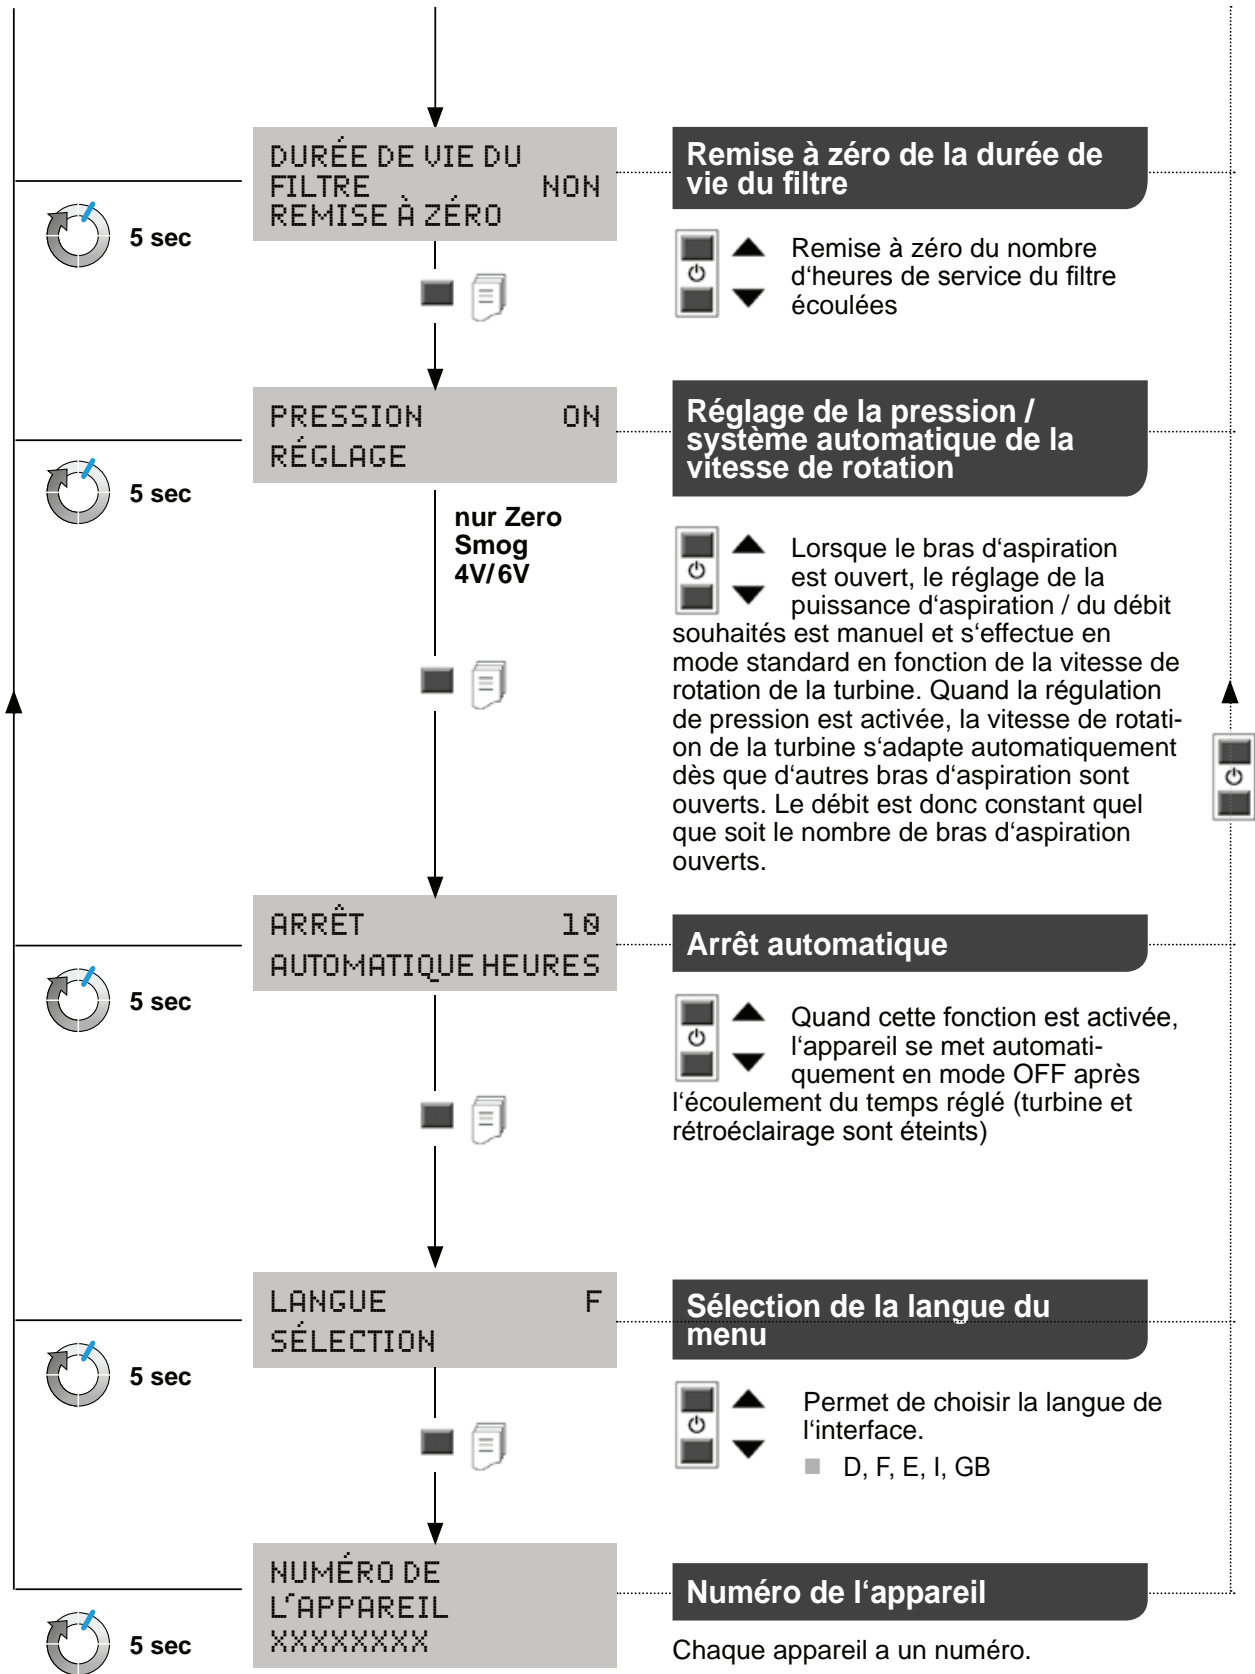 DURÉE DE VIE DU
FILTRE NON
REMISE À ZÉRO
5 sec
Remise à zéro de la durée de
vie du filtre
Remise à zéro du nombre
d‘heures de service du filtre
écoulées
PRESSION ON
RÉGLAGE
5 sec
nur Zero
Smog
4V/6V
Réglage de la pression /
système automatique de la
vitesse de rotation
Lorsque le bras d‘aspiration
est ouvert, le réglage de la
puissance d‘aspiration / du débit
souhaités est manuel et s‘effectue en
mode standard en fonction de la vitesse de
rotation de la turbine. Quand la régulation
de pression est activée, la vitesse de rotati-
on de la turbine s‘adapte automatiquement
dès que d‘autres bras d‘aspiration sont
ouverts. Le débit est donc constant quel
que soit le nombre de bras d‘aspiration
ouverts.
ARRÊT 10
AUTOMATIQUE HEURES
5 sec
Arrêt automatique
Quand cette fonction est activée,
l‘appareil se met automati-
quement en mode OFF après
l‘écoulement du temps réglé (turbine et
rétroéclairage sont éteints)
LANGUE F
SÉLECTION
5 sec
Sélection de la langue du
menu
Permet de choisir la langue de
l‘interface.
■ D, F, E, I, GB
NUMÉRO DE
L´APPAREIL
XXXXXXXX
5 sec
Numéro de l‘appareil
Chaque appareil a un numéro.